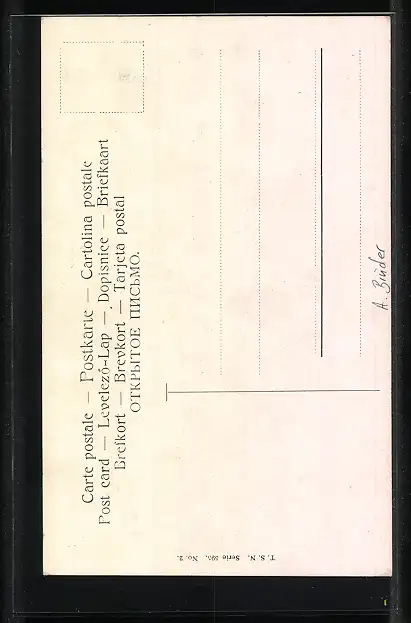 Carte postale — Postkarte — Cartolina postale
Post card — Levelező-Lap — Dopisnice — Briefkaart
Brefkort — Brevkort — Tarjeta postal
ОТКРЫТОЕ ПИСЬМО.
T. S. N. Serie 590, No. 2.
A. Brüder